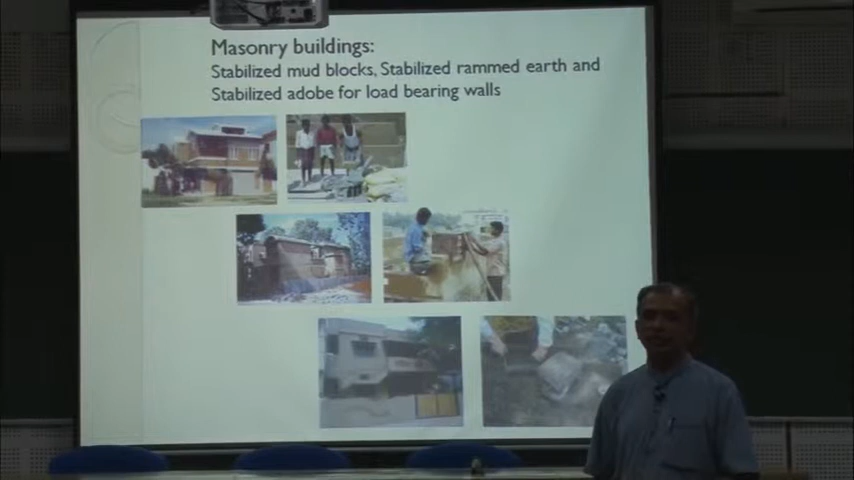 Masonry buildings:
Stabilized mud blocks, Stabilized rammed earth and
Stabilized adobe for load bearing walls